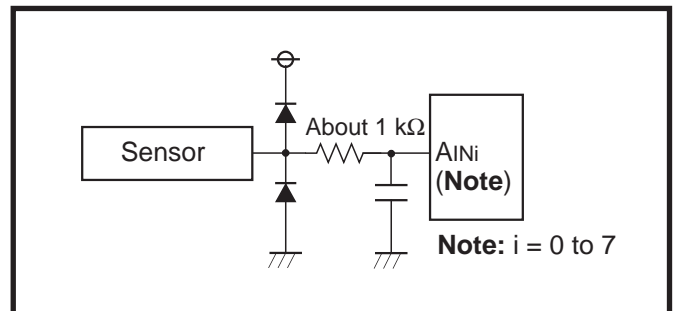 About 1 kΩ
Sensor
AINi
(Note)
Note: i = 0 to 7